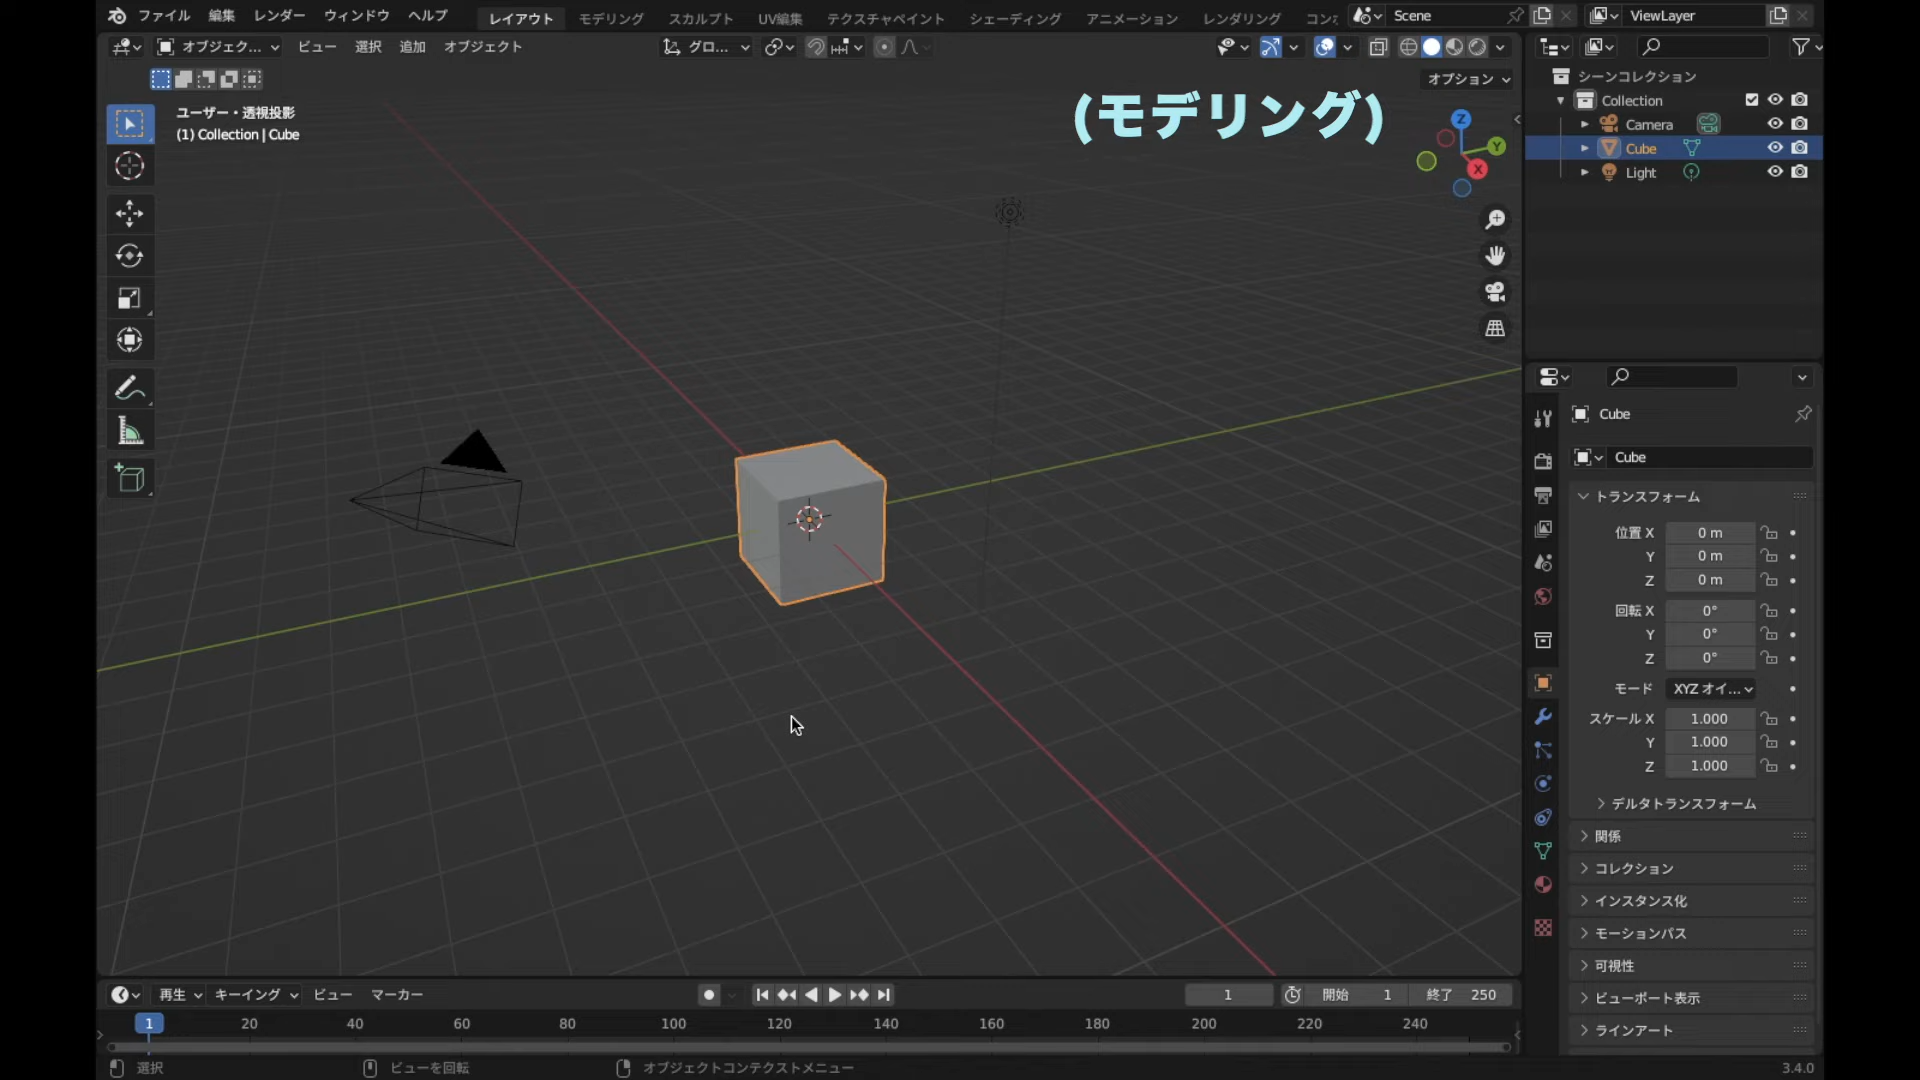 ファイル 編集 レンダー ウィンドウ ヘルプ レイアウト モデリング スカルプト UV編集 テクスチャペイント シェーディング アニメーション レンダリング Scene ViewLayer
オブジェク... ビュー 選択 追加 オブジェクト グロ...
オプション
ユーザー・透視投影
(1) Collection | Cube
(モデリング)
Z
Y
X
シーンコレクション
Collection
Camera
Cube
Light
Cube
Cube
トランスフォーム
位置 X 0 m
Y 0 m
Z 0 m
回転 X 0°
Y 0°
Z 0°
モード XYZ オイ...
スケール X 1.000
Y 1.000
Z 1.000
デルタトランスフォーム
関係
コレクション
インスタンス化
モーションパス
可視性
ビューポート表示
ラインアート
再生 キーイング ビュー マーカー 1 開始 1 終了 250
1 20 40 60 80 100 120 140 160 180 200 220 240
選択 ビューを回転 オブジェクトコンテクストメニュー 3.4.0